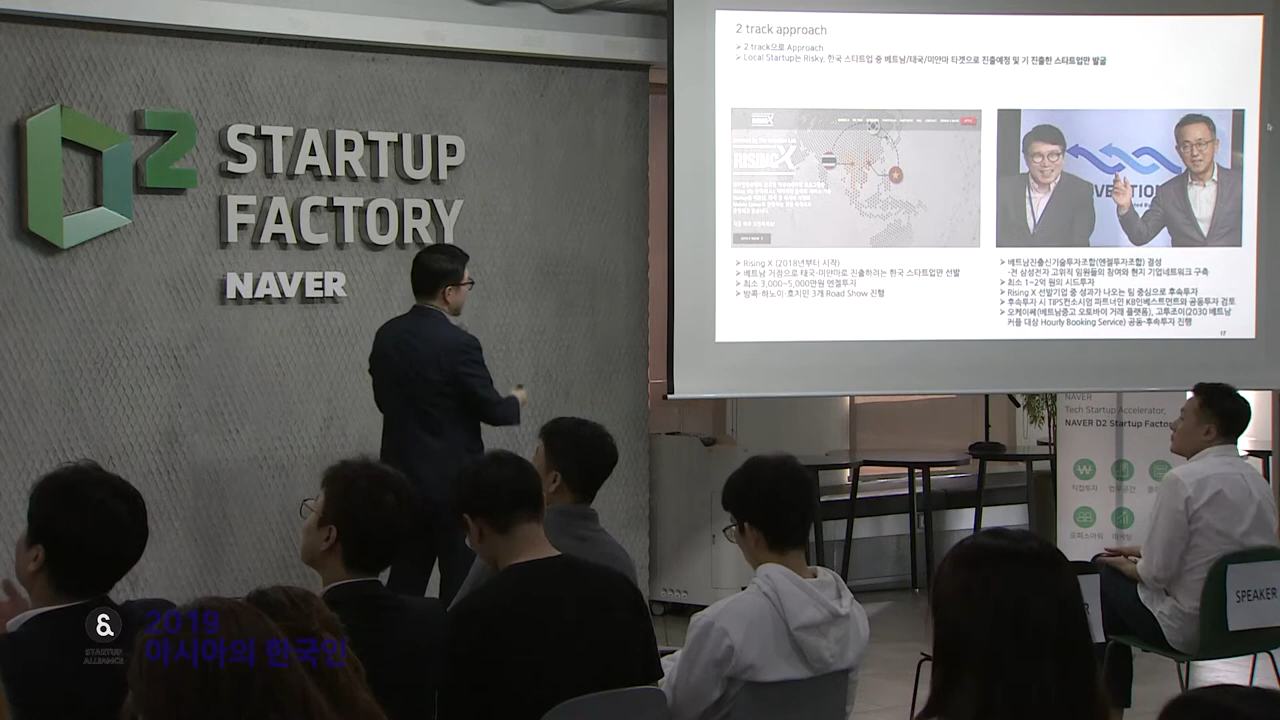 D2 STARTUP
FACTORY
NAVER
2 track approach
➢ 2 track으로 Approach
➢ Local Startup는 Risky, 한국 스타트업 중 베트남/태국/미얀마 타겟으로 진출예정 및 기 진출한 스타트업만 발굴
RISINGX
➢ Rising X (2018년부터 시작)
➢ 베트남 거점으로 태국·미얀마로 진출하려는 한국 스타트업만 선발
➢ 최소 3,000~5,000만원 엔젤투자
➢ 방콕·하노이·호치민 3개 Road Show 진행
➢ 베트남진출신기술투자조합(엔젤투자조합) 결성
-전 삼성전자 고위직 임원들의 참여와 현지 기업네트워크 구축
➢ 최소 1~2억 원의 시드투자
➢ Rising X 선발기업 중 성과가 나오는 팀 중심으로 후속투자
➢ 후속투자 시 TIPS컨소시엄 파트너인 KB인베스트먼트와 공동투자 검토
➢ 오케이쎄(베트남중고 오토바이 거래 플랫폼), 고투조이(2030 베트남
커플 대상 Hourly Booking Service) 공동·후속투자 진행
17
NAVER
Tech Startup Accelerator,
NAVER D2 Startup Factory
직접투자 업무공간
SPEAKER
STARTUP
ALLIANCE
2019
아시아의 한국인